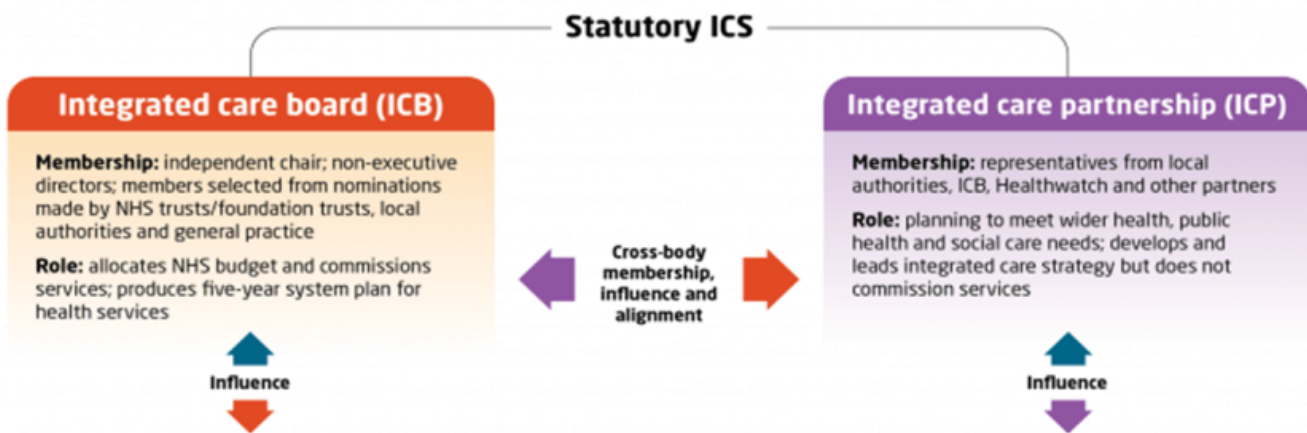 Statutory ICS
Integrated care board (ICB)
Membership: independent chair; non-executive
directors; members selected from nominations
made by NHS trusts/foundation trusts, local
authorities and general practice
Role: allocates NHS budget and commissions
services; produces five-year system plan for
health services
Influence
Cross-body
membership,
influence and
alignment
Integrated care partnership (ICP)
Membership: representatives from local
authorities, ICB, Healthwatch and other partners
Role: planning to meet wider health, public
health and social care needs; develops and
leads integrated care strategy but does not
commission services
Influence